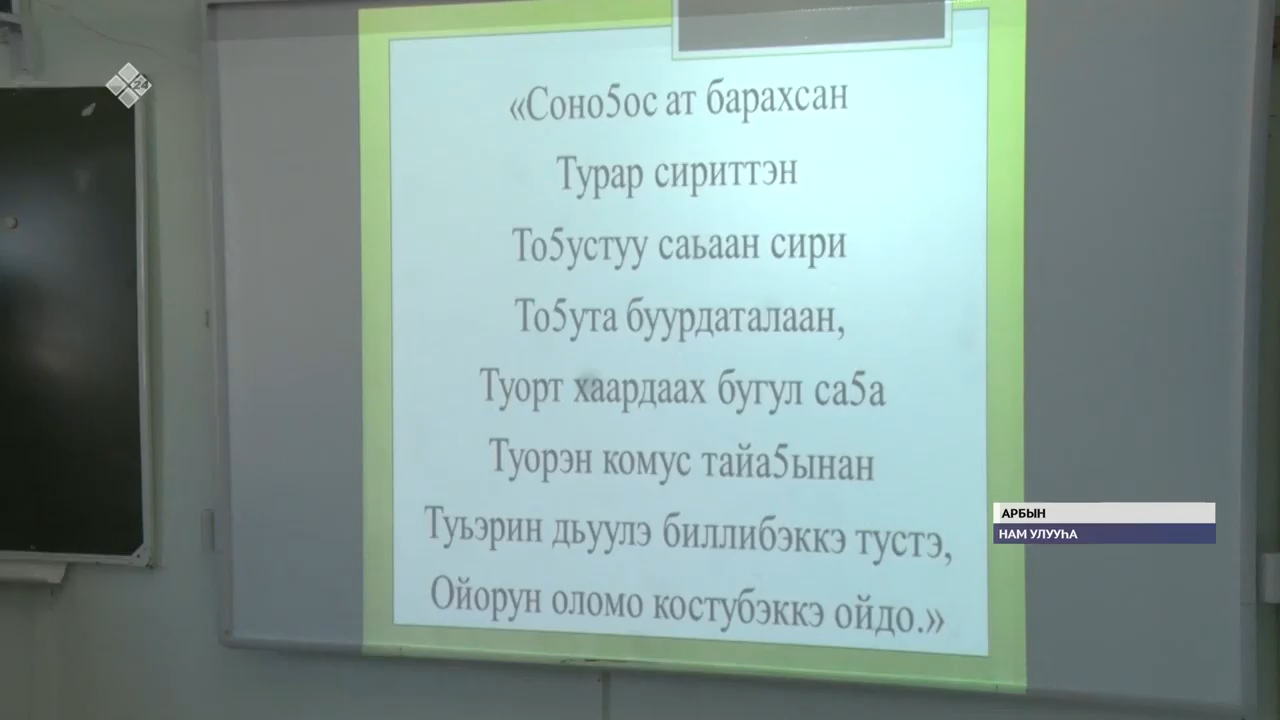 24
«Соно5ос ат барахсан
Турар сириттэн
То5устуу саьаан сири
То5ута буурдаталаан,
Туорт хаардаах бугул са5а
Туорэн комус тайа5ынан
Туьэрин дьуулэ биллибэккэ тустэ,
Ойорун оломо костубэккэ ойдо.»
АРБЫН
НАМ УЛУУҺА